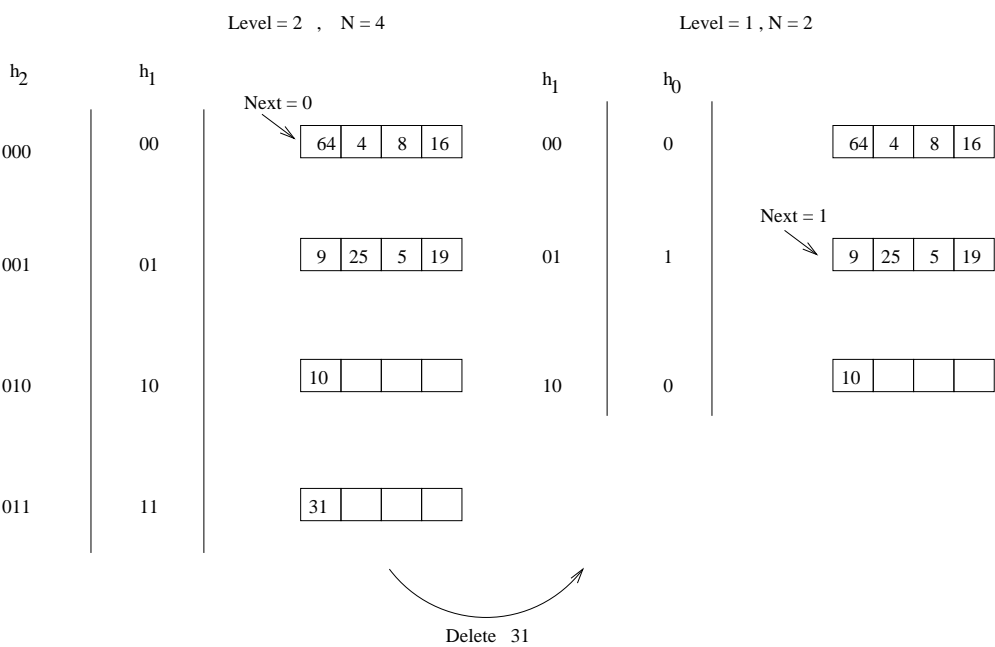 Level = 2 , N = 4
Level = 1 , N = 2
h2 h1
h1 h0
Next = 0
000 00 64 4 8 16
00 0 64 4 8 16
Next = 1
001 01 9 25 5 19
01 1 9 25 5 19
010 10 10
10 0 10
011 11 31
Delete 31